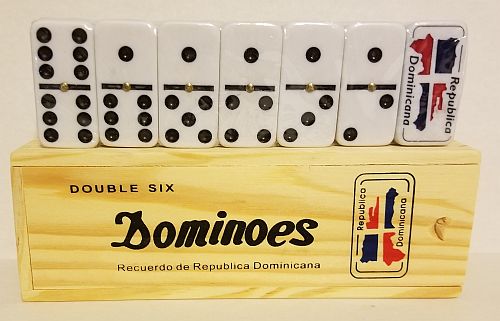 Republica
Dominicana
DOUBLE SIX
Dominoes
Recuerdo de Republica Dominicana
Republica
Dominicana